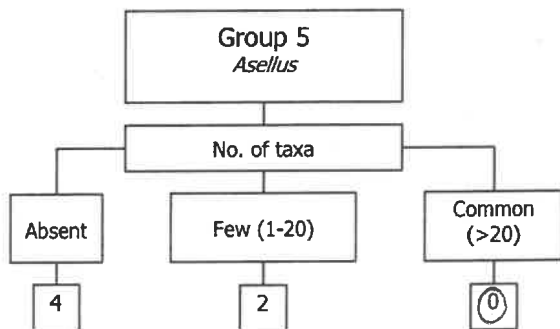 Group 5
Asellus
No. of taxa
Absent
Few (1-20)
Common
(>20)
4
2
0